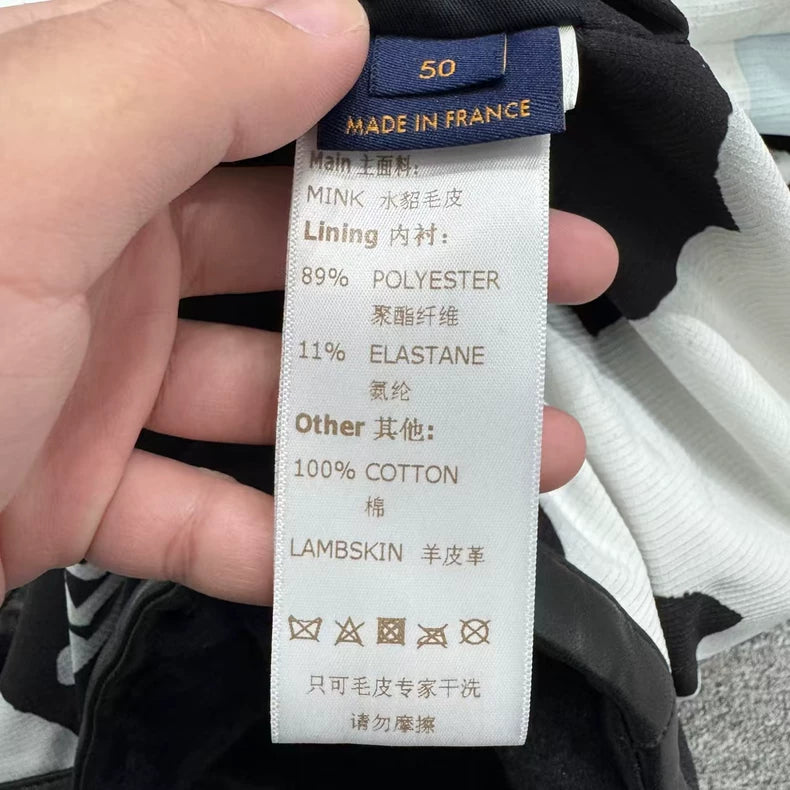 50
MADE IN FRANCE
Main 主面料:
MINK 水貂毛皮
Lining 内衬:
89% POLYESTER
聚酯纤维
11% ELASTANE
氨纶
Other 其他:
100% COTTON
棉
LAMBSKIN 羊皮革
只可毛皮专家干洗
请勿摩擦